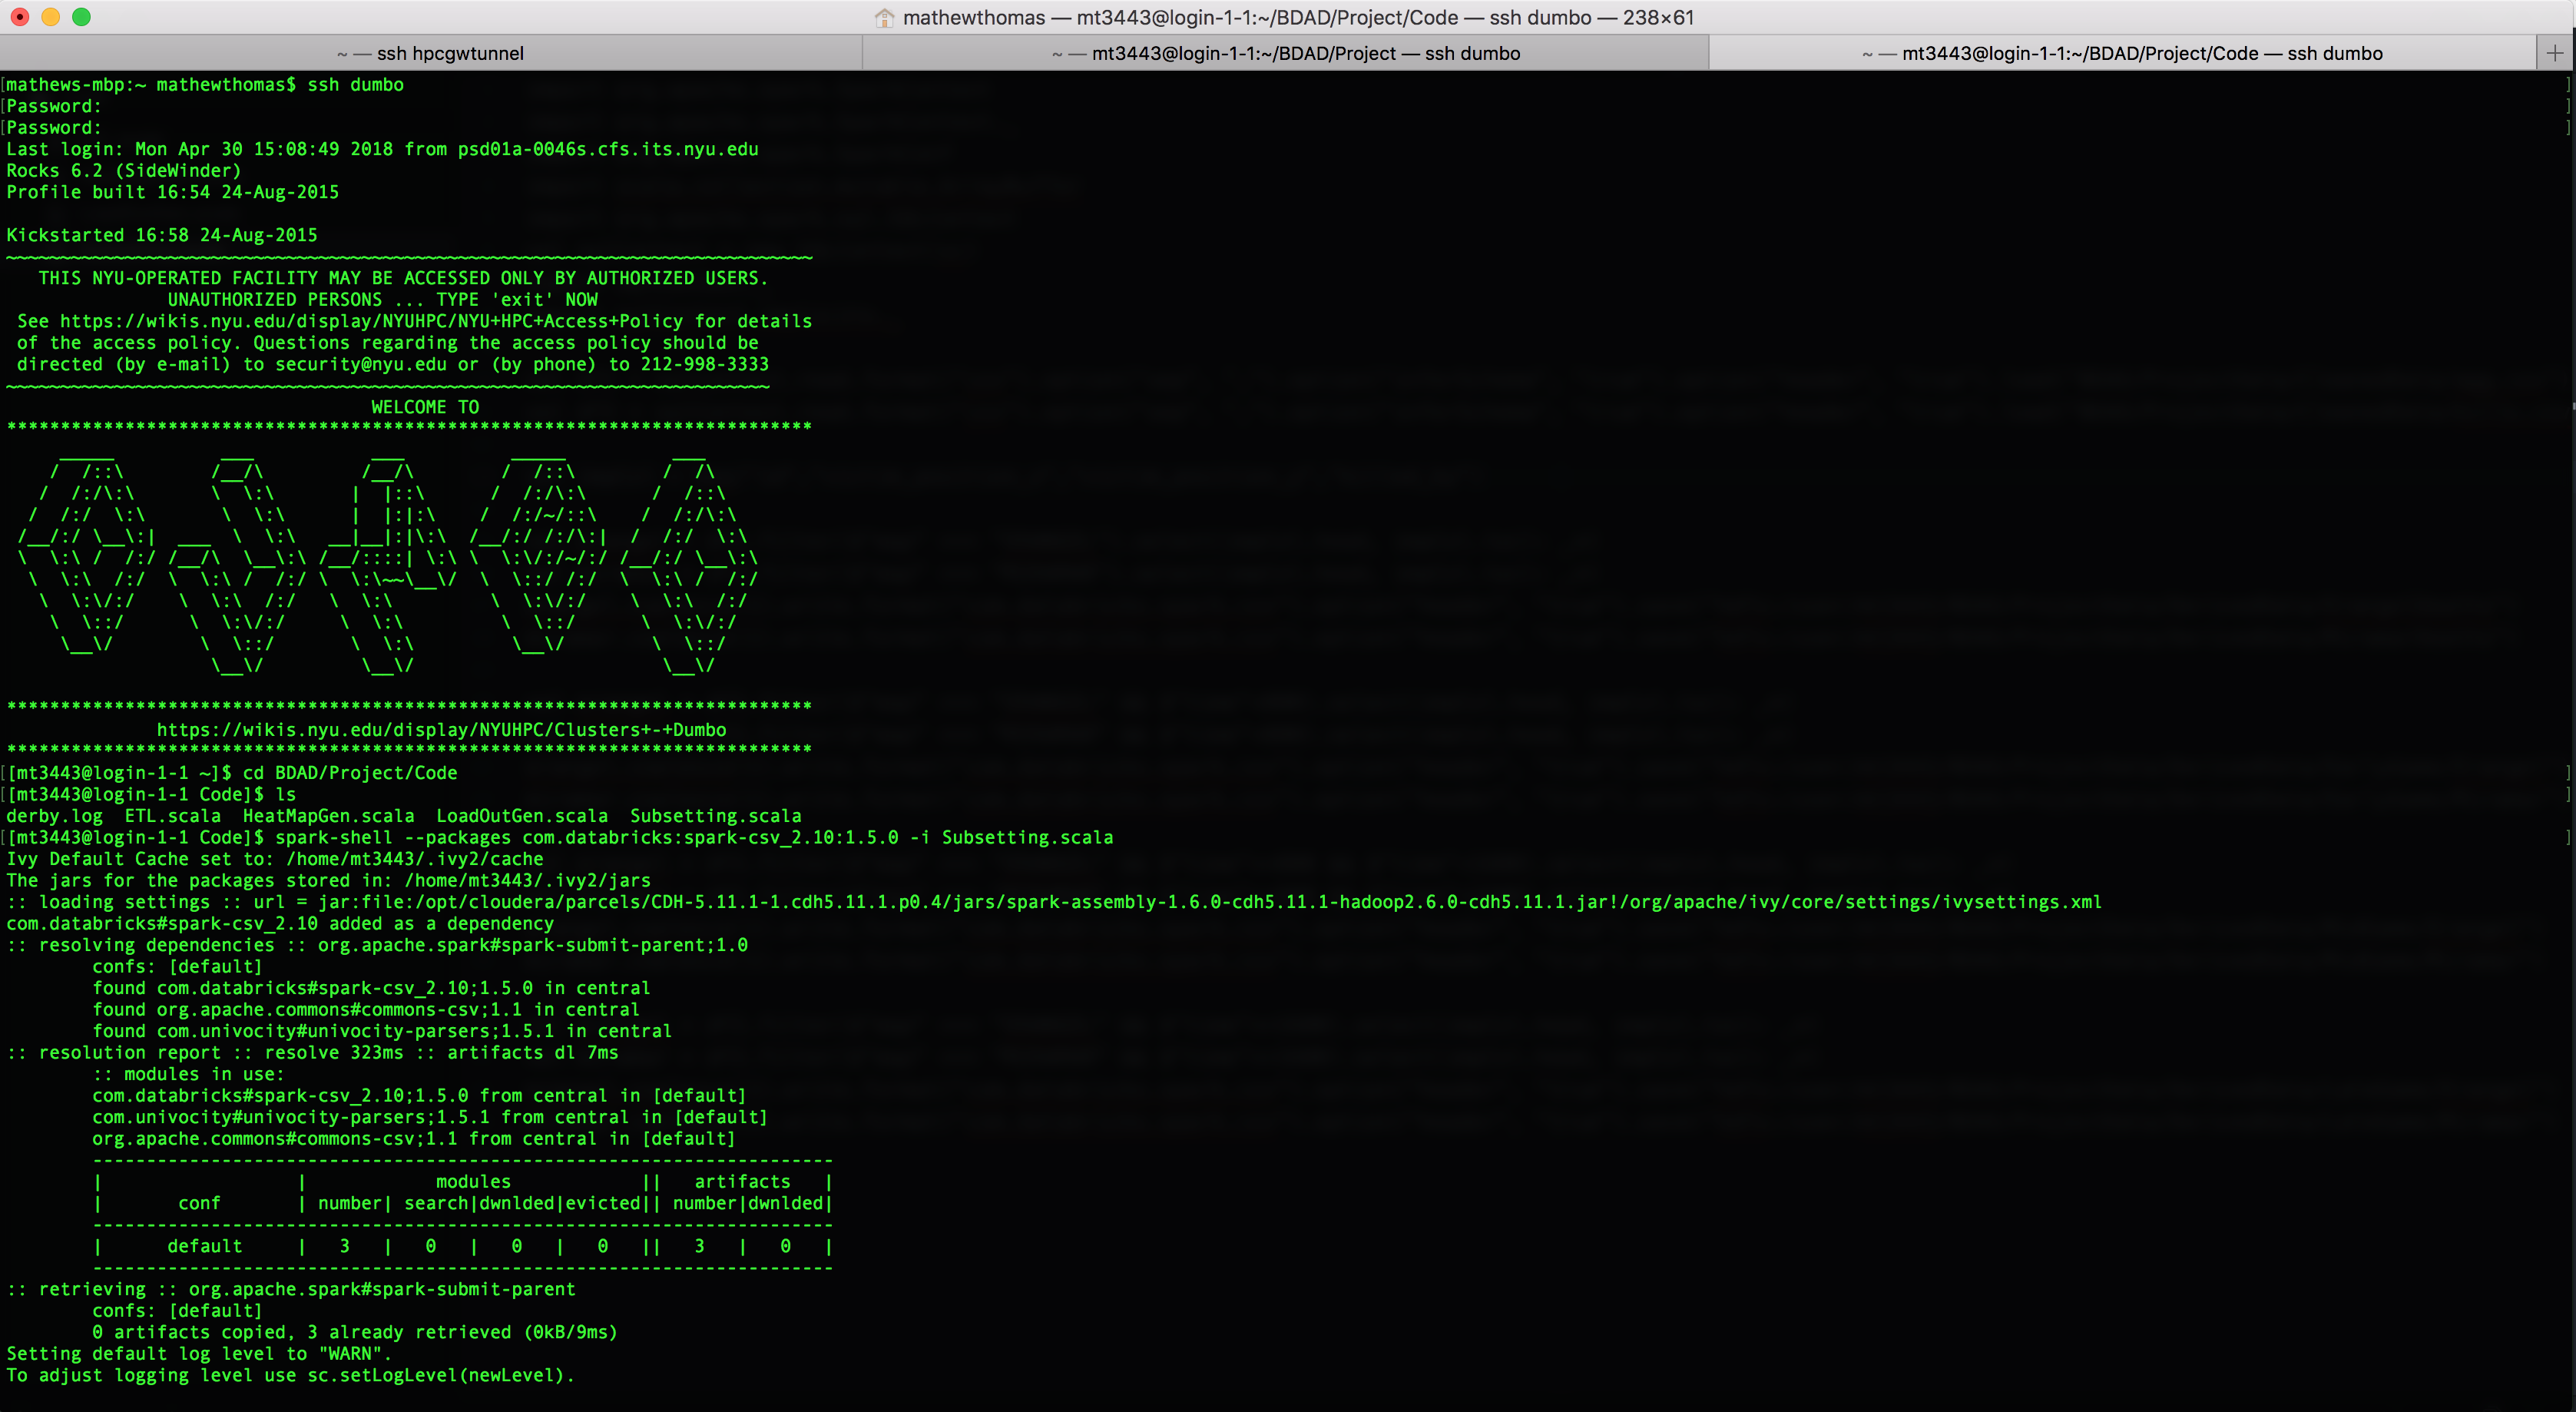 mathewthomas — mt3443@login-1-1:~/BDAD/Project/Code — ssh dumbo — 238×61
~ — ssh hpcgwtunnel
~ — mt3443@login-1-1:~/BDAD/Project — ssh dumbo
~ — mt3443@login-1-1:~/BDAD/Project/Code — ssh dumbo
[mathews-mbp:~ mathewthomas$ ssh dumbo ]
[Password: ]
[Password: ]
Last login: Mon Apr 30 15:08:49 2018 from psd01a-0046s.cfs.its.nyu.edu
Rocks 6.2 (SideWinder)
Profile built 16:54 24-Aug-2015
Kickstarted 16:58 24-Aug-2015
~~~~~~~~~~~~~~~~~~~~~~~~~~~~~~~~~~~~~~~~~~~~~~~~~~~~~~~~~~~~~~~~~~~~~~~~~~~
THIS NYU-OPERATED FACILITY MAY BE ACCESSED ONLY BY AUTHORIZED USERS.
UNAUTHORIZED PERSONS ... TYPE 'exit' NOW
See https://wikis.nyu.edu/display/NYUHPC/NYU+HPC+Access+Policy for details
of the access policy. Questions regarding the access policy should be
directed (by e-mail) to security@nyu.edu or (by phone) to 212-998-3333
~~~~~~~~~~~~~~~~~~~~~~~~~~~~~~~~~~~~~~~~~~~~~~~~~~~~~~~~~~~~~~~~~~~~~~~
WELCOME TO
***************************************************************************
***************************************************************************
https://wikis.nyu.edu/display/NYUHPC/Clusters+-+Dumbo
***************************************************************************
[[mt3443@login-1-1 ~]$ cd BDAD/Project/Code ]
[[mt3443@login-1-1 Code]$ ls ]
derby.log  ETL.scala  HeatMapGen.scala  LoadOutGen.scala  Subsetting.scala
[[mt3443@login-1-1 Code]$ spark-shell --packages com.databricks:spark-csv_2.10:1.5.0 -i Subsetting.scala ]
Ivy Default Cache set to: /home/mt3443/.ivy2/cache
The jars for the packages stored in: /home/mt3443/.ivy2/jars
:: loading settings :: url = jar:file:/opt/cloudera/parcels/CDH-5.11.1-1.cdh5.11.1.p0.4/jars/spark-assembly-1.6.0-cdh5.11.1-hadoop2.6.0-cdh5.11.1.jar!/org/apache/ivy/core/settings/ivysettings.xml
com.databricks#spark-csv_2.10 added as a dependency
:: resolving dependencies :: org.apache.spark#spark-submit-parent;1.0
confs: [default]
found com.databricks#spark-csv_2.10;1.5.0 in central
found org.apache.commons#commons-csv;1.1 in central
found com.univocity#univocity-parsers;1.5.1 in central
:: resolution report :: resolve 323ms :: artifacts dl 7ms
:: modules in use:
com.databricks#spark-csv_2.10;1.5.0 from central in [default]
com.univocity#univocity-parsers;1.5.1 from central in [default]
org.apache.commons#commons-csv;1.1 from central in [default]
---------------------------------------------------------------------
|                  |            modules            ||   artifacts   |
|       conf       | number| search|dwnlded|evicted|| number|dwnlded|
---------------------------------------------------------------------
|      default     |   3   |   0   |   0   |   0   ||   3   |   0   |
---------------------------------------------------------------------
:: retrieving :: org.apache.spark#spark-submit-parent
confs: [default]
0 artifacts copied, 3 already retrieved (0kB/9ms)
Setting default log level to "WARN".
To adjust logging level use sc.setLogLevel(newLevel).